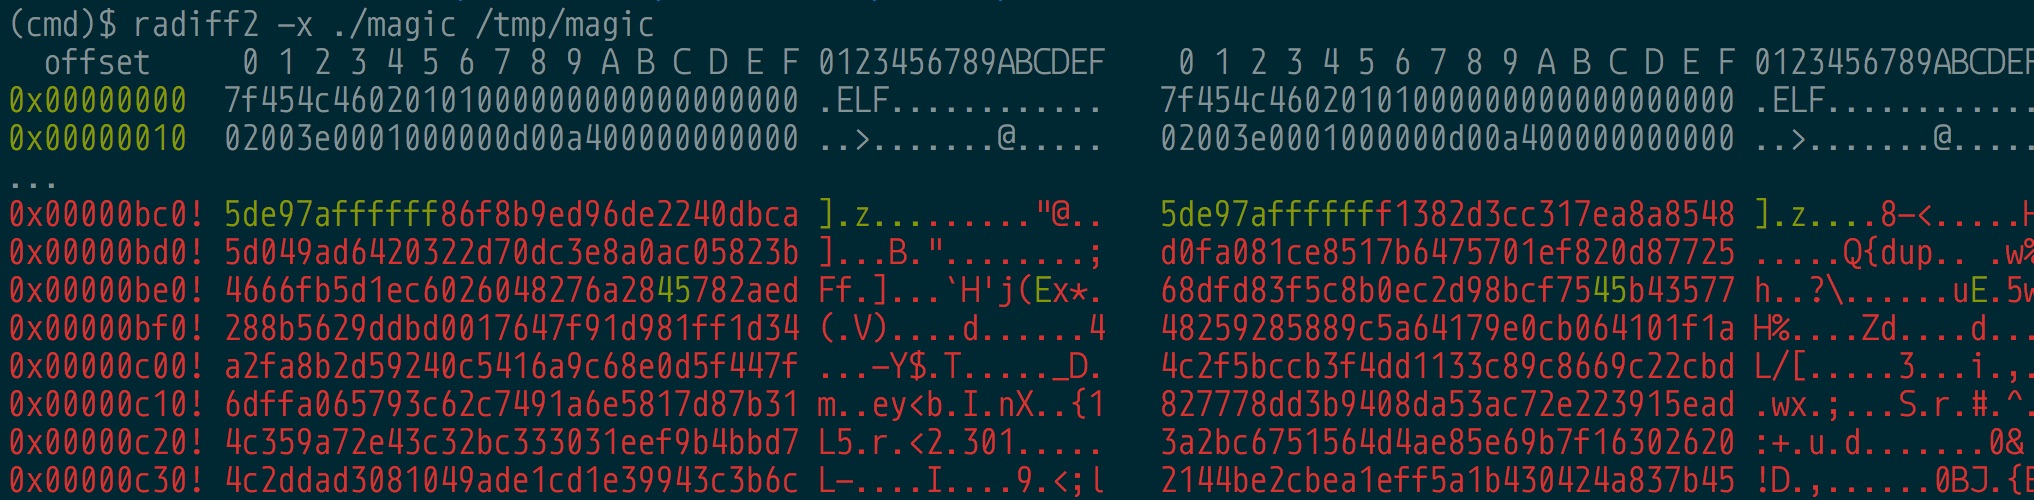 (cmd)$ radiff2 -x ./magic /tmp/magic
offset 0 1 2 3 4 5 6 7 8 9 A B C D E F 0123456789ABCDEF 0 1 2 3 4 5 6 7 8 9 A B C D E F 0123456789ABCDEF
0x00000000 7f454c46020101000000000000000000 .ELF............ 7f454c46020101000000000000000000 .ELF............
0x00000010 02003e0001000000d00a400000000000 ..>.......@..... 02003e0001000000d00a400000000000 ..>.......@.....
...
0x00000bc0! 5de97affffff86f8b9ed96de2240dbca ].z........."@.. 5de97afffffff1382d3cc317ea8a8548 ].z....8-<.....H
0x00000bd0! 5d049ad6420322d70dc3e8a0ac05823b ]...B."........; d0fa081ce8517b6475701ef820d87725 .....Q{dup.. .w%
0x00000be0! 4666fb5d1ec6026048276a2845782aed Ff.]...`H'j(Ex*. 68dfd83f5c8b0ec2d98bcf7545b43577 h..?\......uE.5w
0x00000bf0! 288b5629ddbd0017647f91d981ff1d34 (.V)....d......4 48259285889c5a64179e0cb064101f1a H%....Zd....d...
0x00000c00! a2fa8b2d59240c5416a9c68e0d5f447f ...-Y$.T....._D. 4c2f5bccb3f4dd1133c89c8669c22cbd L/[.....3...i.,.
0x00000c10! 6dffa065793c62c7491a6e5817d87b31 m..ey<b.I.nX..{1 827778dd3b9408da53ac72e223915ead .wx.;...S.r.#.^.
0x00000c20! 4c359a72e43c32bc333031eef9b4bbd7 L5.r.<2.301..... 3a2bc6751564d4ae85e69b7f16302620 :+.u.d.......0&
0x00000c30! 4c2ddad3081049ade1cd1e39943c3b6c L-....I....9.<;l 2144be2cbea1eff5a1b430424a837b45 !D.,......0BJ.{E